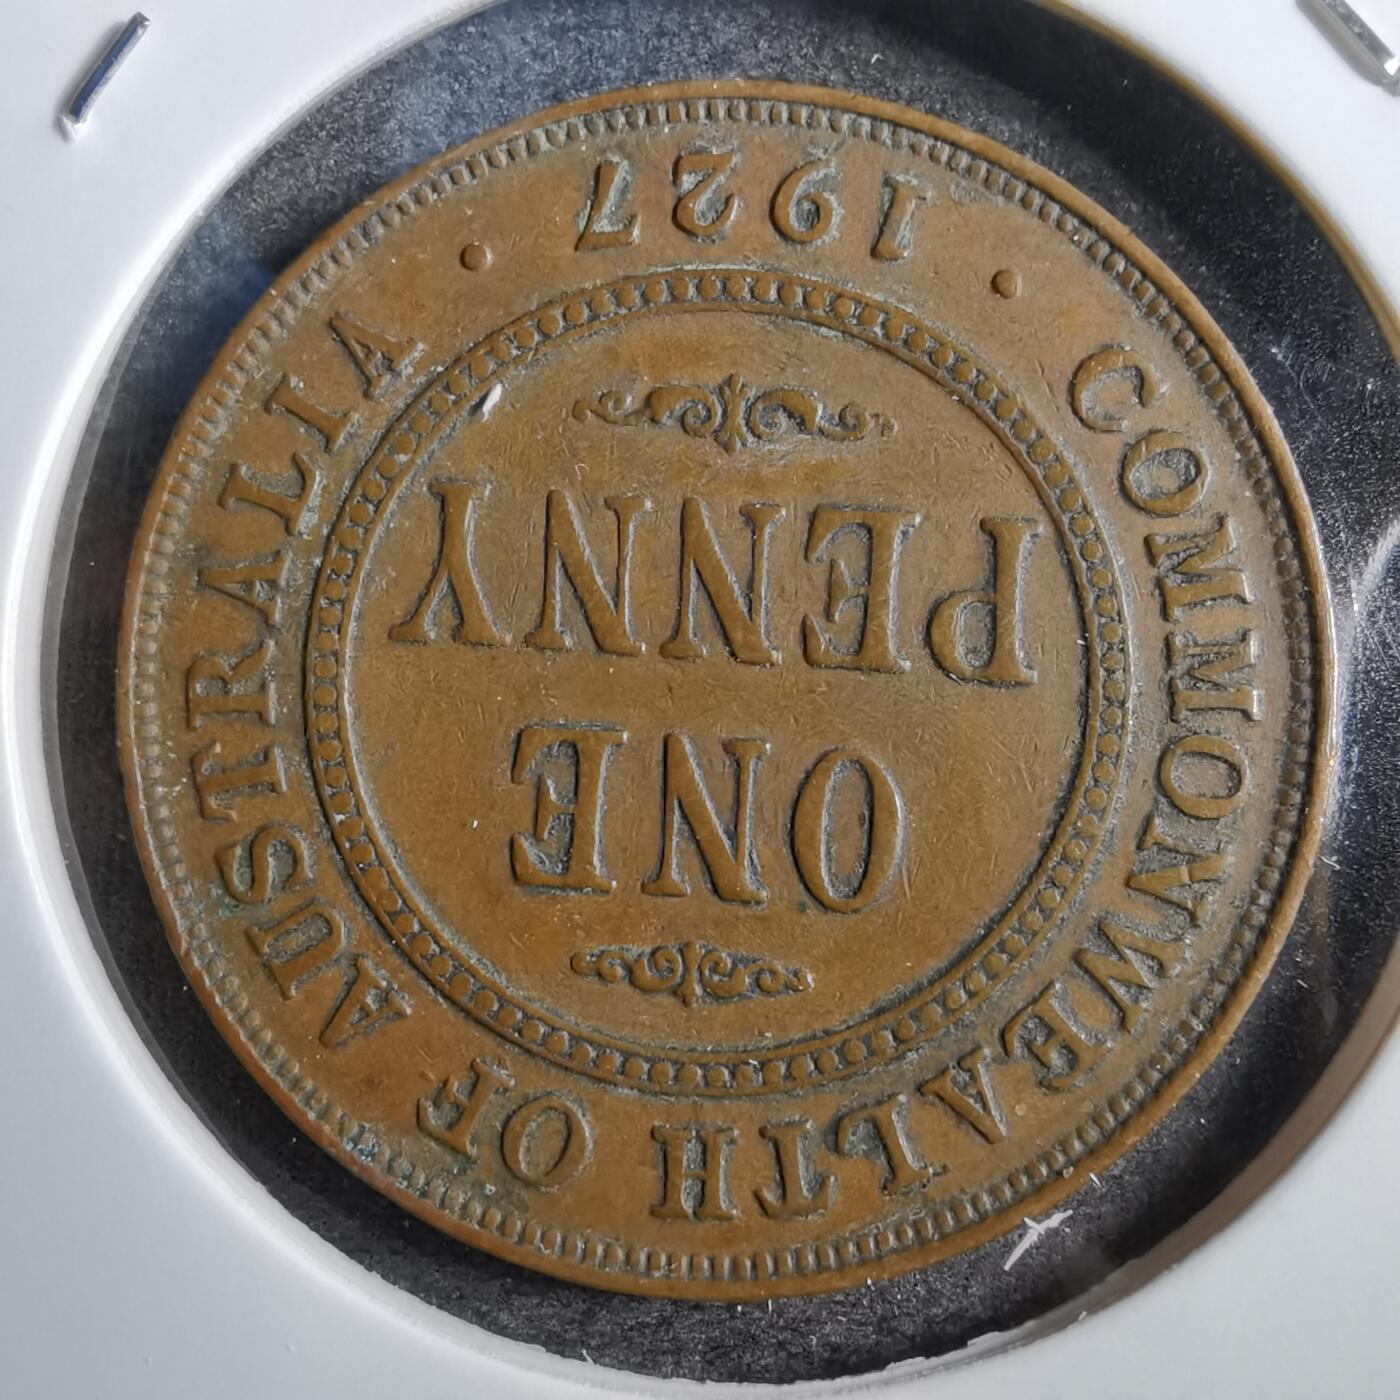 COMMONWEALTH OF AUSTRALIA
ONE
PENNY
· 1927 ·